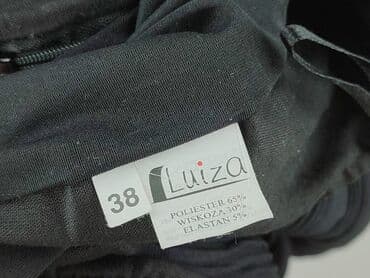 38
Luiza
POLIESTER 65%
WISKOZA 30%
ELASTAN 5%